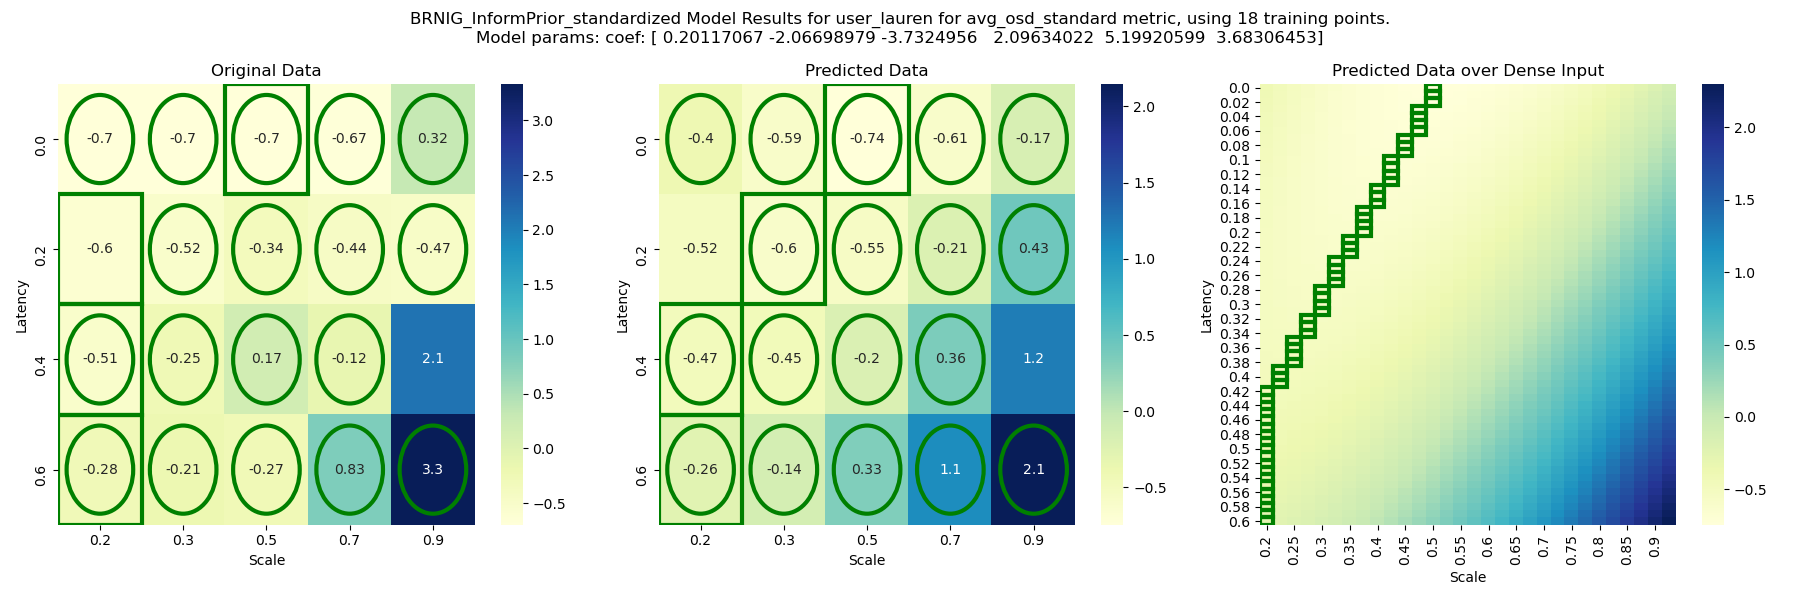 BRNIG_InformPrior_standardized Model Results for user_lauren for avg_osd_standard metric, using 18 training points.
Model params: coef: [ 0.20117067 -2.06698979 -3.7324956   2.09634022  5.19920599  3.68306453]
Original Data
0.0 -0.7 -0.7 -0.7 -0.67 0.32
0.2 -0.6 -0.52 -0.34 -0.44 -0.47
0.4 -0.51 -0.25 0.17 -0.12 2.1
0.6 -0.28 -0.21 -0.27 0.83 3.3
0.2 0.3 0.5 0.7 0.9
Scale
Latency
3.0
2.5
2.0
1.5
1.0
0.5
0.0
−0.5
Predicted Data
0.0 -0.4 -0.59 -0.74 -0.61 -0.17
0.2 -0.52 -0.6 -0.55 -0.21 0.43
0.4 -0.47 -0.45 -0.2 0.36 1.2
0.6 -0.26 -0.14 0.33 1.1 2.1
0.2 0.3 0.5 0.7 0.9
Scale
Latency
2.0
1.5
1.0
0.5
0.0
−0.5
Predicted Data over Dense Input
0.0
0.02
0.04
0.06
0.08
0.1
0.12
0.14
0.16
0.18
0.2
0.22
0.24
0.26
0.28
0.3
0.32
0.34
0.36
0.38
0.4
0.42
0.44
0.46
0.48
0.5
0.52
0.54
0.56
0.58
0.6
Latency
0.2 0.25 0.3 0.35 0.4 0.45 0.5 0.55 0.6 0.65 0.7 0.75 0.8 0.85 0.9
Scale
2.0
1.5
1.0
0.5
0.0
−0.5